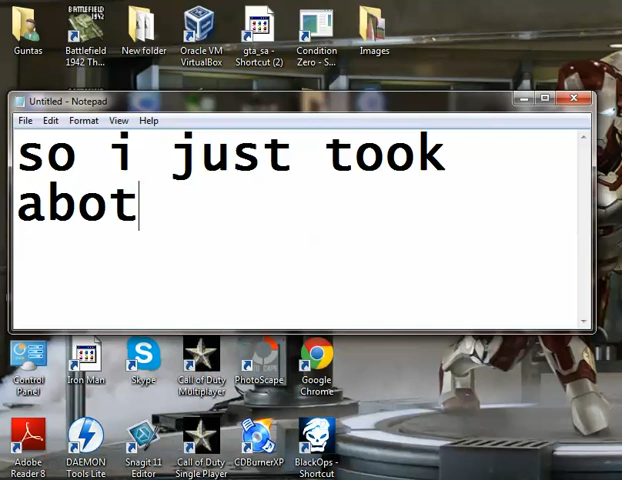 Guntas
Battlefield
1942 Th...
New folder
Oracle VM
VirtualBox
gta_sa -
Shortcut (2)
Condition
Zero - S...
Images
Untitled - Notepad
File Edit Format View Help
so i just took
abot
Control
Panel
Iron Man
Skype
Call of Duty
Multiplayer
PhotoScape
Google
Chrome
Adobe
Reader 8
DAEMON
Tools Lite
Snagit 11
Editor
Call of Duty
Single Player
CDBurnerXP
BlackOps -
Shortcut